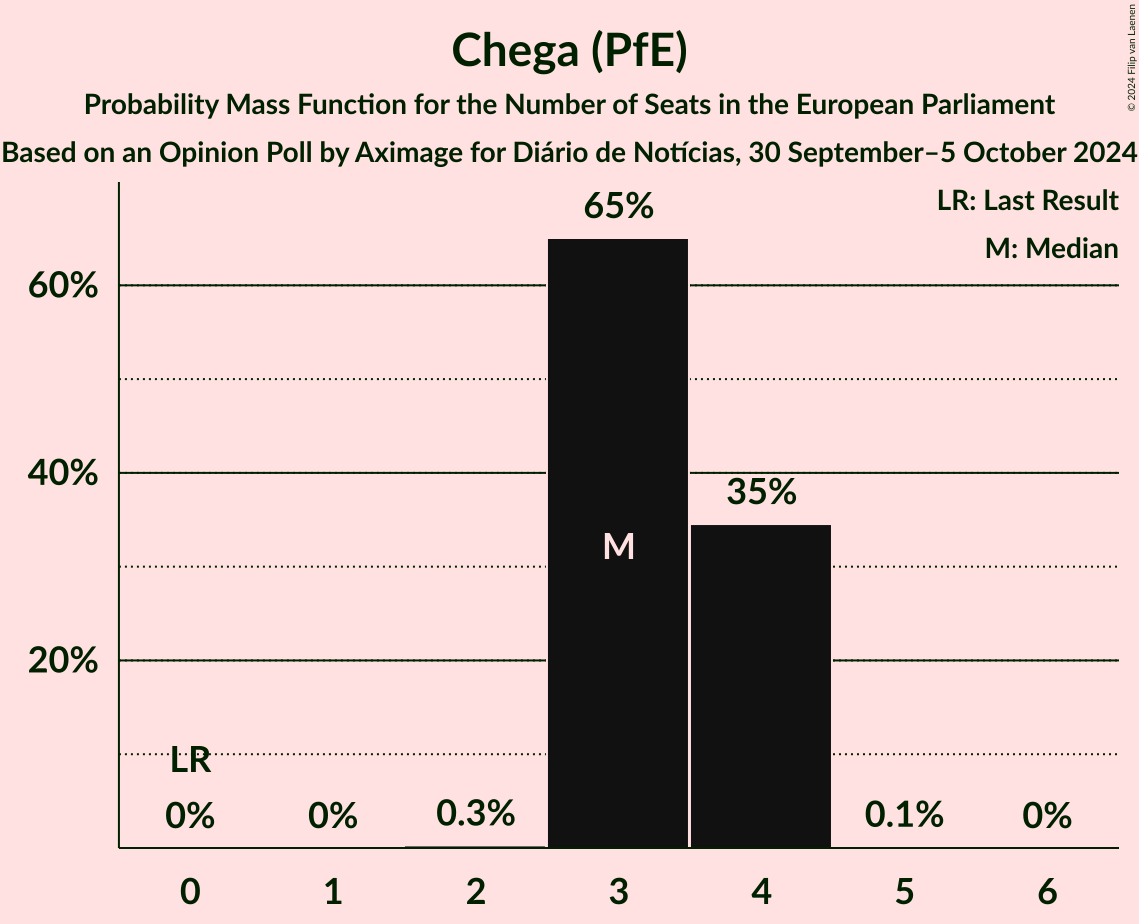 Chega (PfE)
Probability Mass Function for the Number of Seats in the European Parliament
Based on an Opinion Poll by Aximage for Diário de Notícias, 30 September–5 October 2024
© 2024 Filip van Laenen
LR: Last Result
M: Median
65%
60%
40%
35%
M
20%
LR
0% 0% 0.3% 0.1% 0%
0 1 2 3 4 5 6